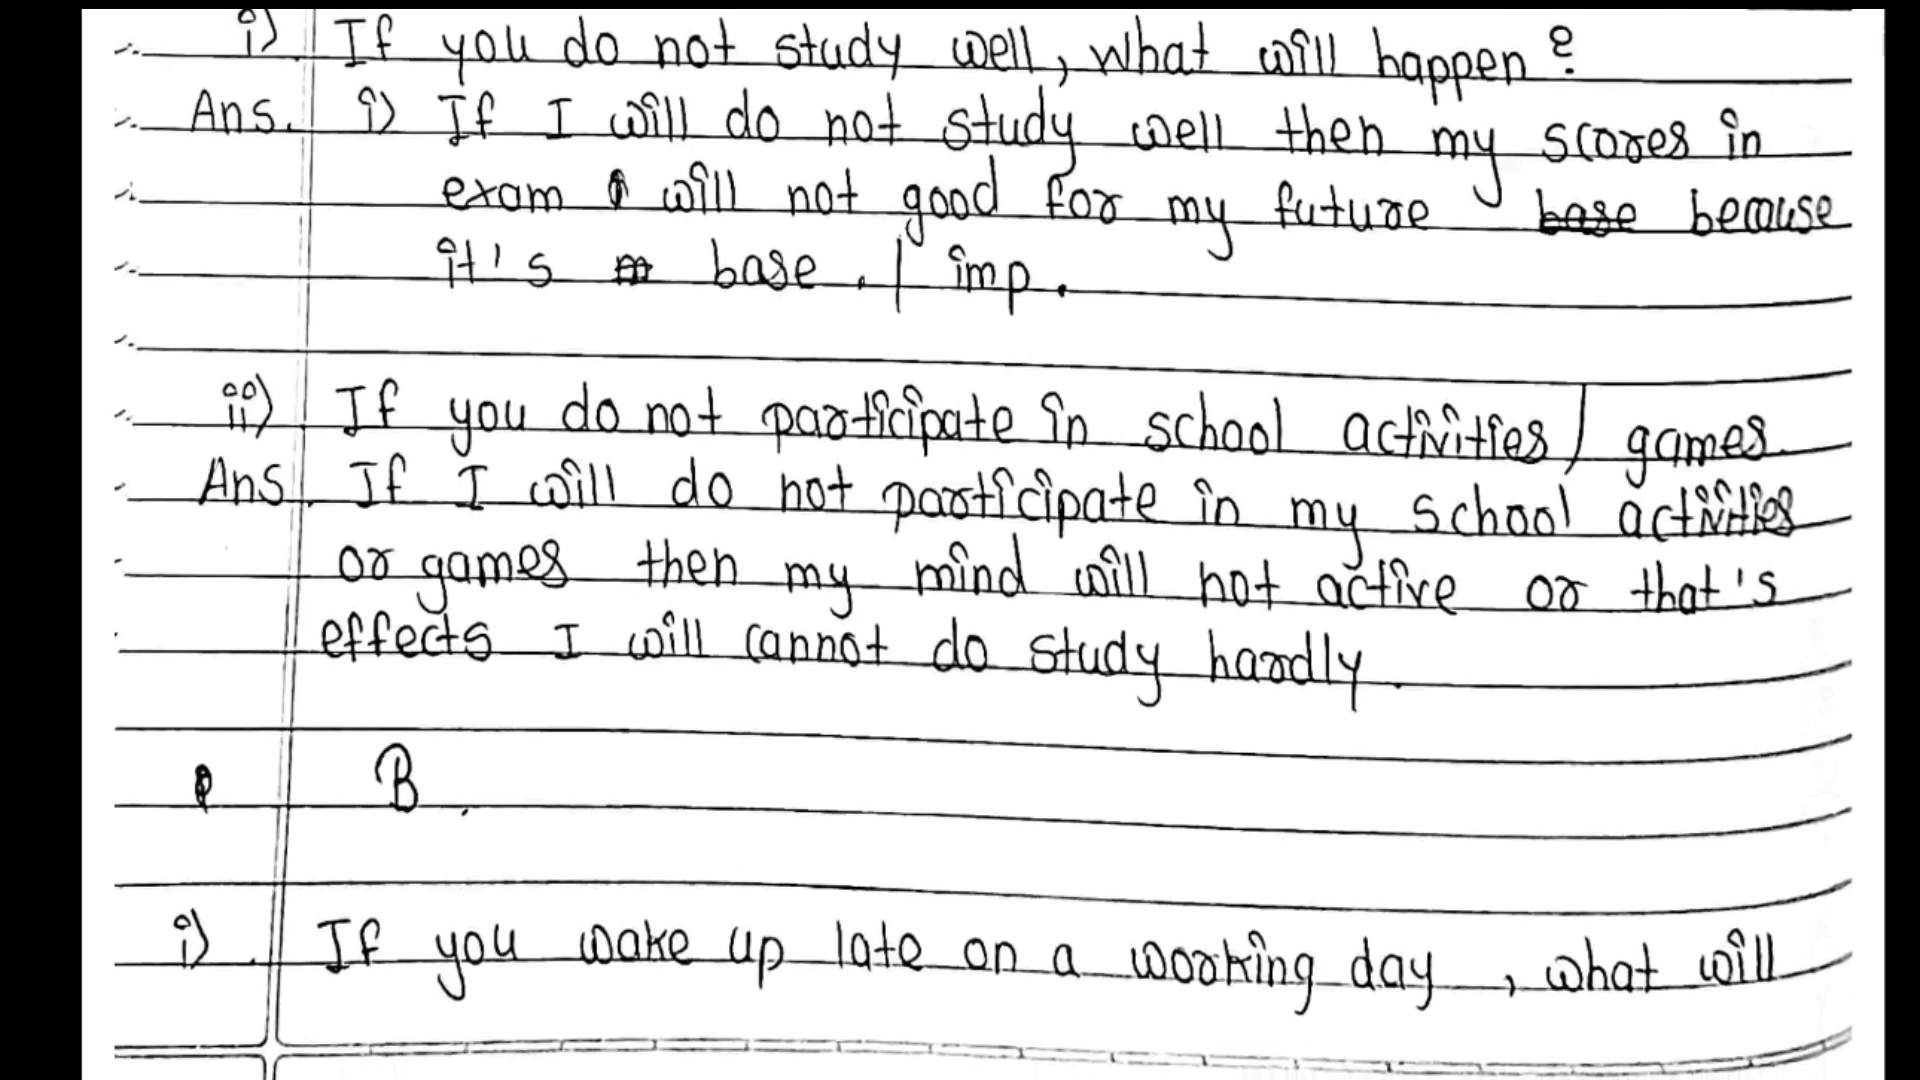 i) If you do not study well, what will happen?
Ans. i) If I will do not study well then my scores in
exam will not good for my future because
it's base. / imp.
ii) If you do not participate in school activities / games.
Ans. If I will do not participate in my school activities
or games then my mind will not active or that's
effects I will cannot do study hardly.
B.
i). If you wake up late on a working day, what will